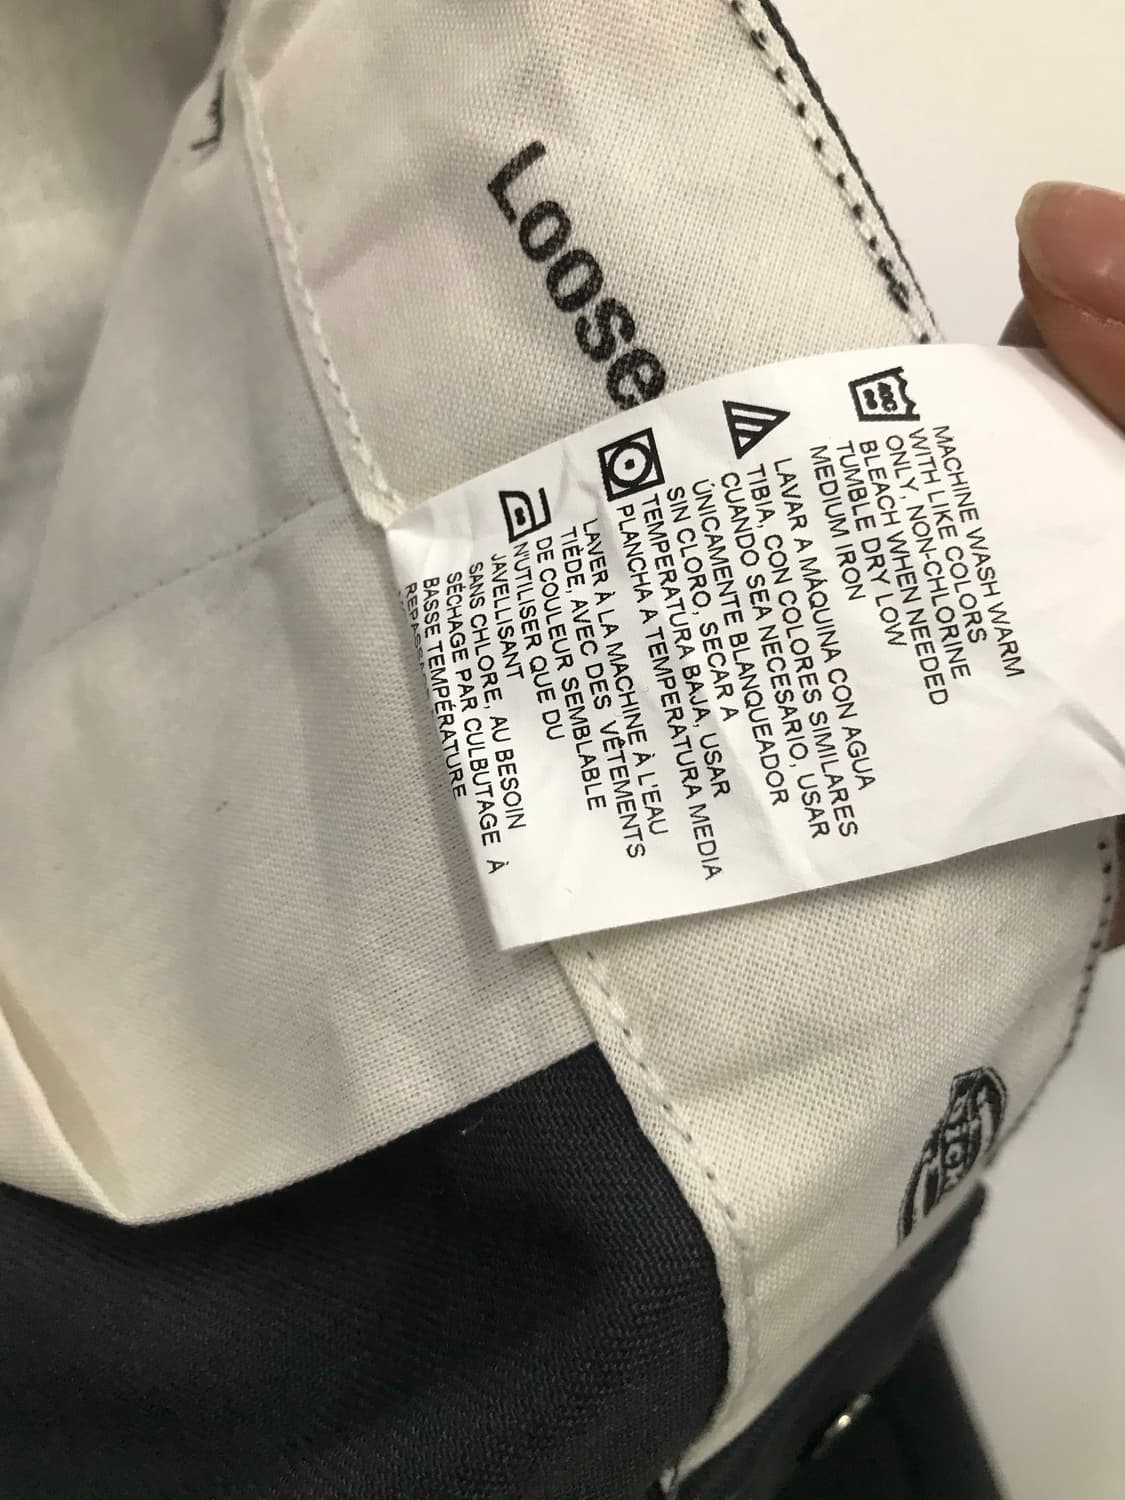 Loose
40C
MACHINE WASH WARM
WITH LIKE COLORS
ONLY, NON-CHLORINE
BLEACH WHEN NEEDED
TUMBLE DRY LOW
MEDIUM IRON
LAVAR A MÁQUINA CON AGUA
TIBIA, CON COLORES SIMILARES
CUANDO SEA NECESARIO, USAR
ÚNICAMENTE BLANQUEADOR
SIN CLORO, SECAR A
TEMPERATURA BAJA, USAR
PLANCHA A TEMPERATURA MEDIA
LAVER À LA MACHINE À L'EAU
TIÈDE, AVEC DES VÊTEMENTS
DE COULEUR SEMBLABLE
N'UTILISER QUE DU
JAVELLISANT
SANS CHLORE, AU BESOIN
SÉCHAGE PAR CULBUTAGE À
BASSE TEMPÉRATURE